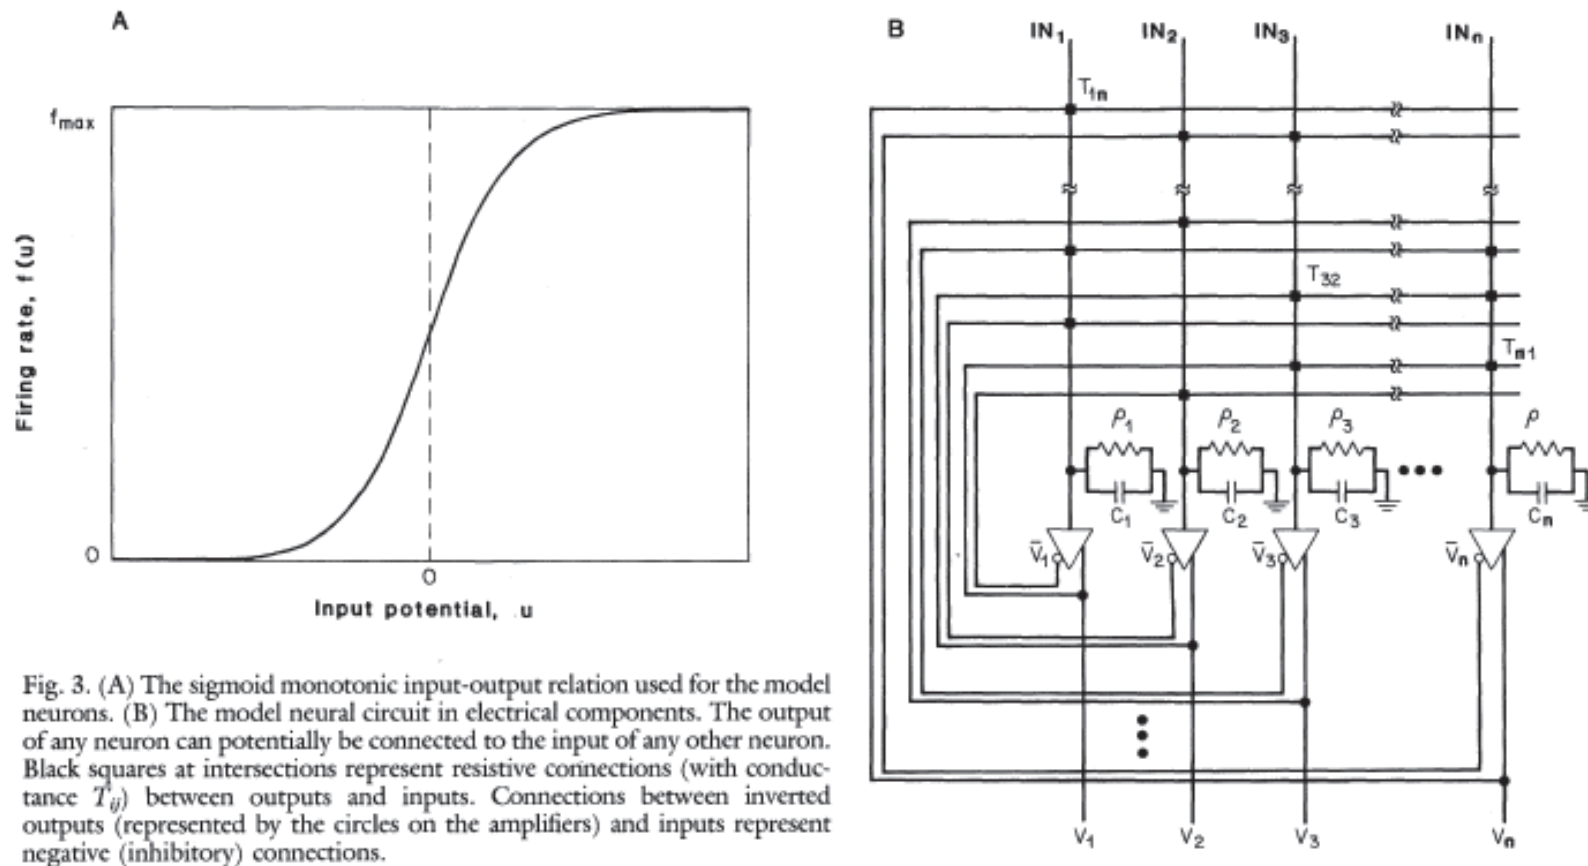 A
f_max
Firing rate, f(u)
0
0
Input potential, u
Fig. 3. (A) The sigmoid monotonic input-output relation used for the model
neurons. (B) The model neural circuit in electrical components. The output
of any neuron can potentially be connected to the input of any other neuron.
Black squares at intersections represent resistive connections (with conduc-
tance T_ij) between outputs and inputs. Connections between inverted
outputs (represented by the circles on the amplifiers) and inputs represent
negative (inhibitory) connections.
B
IN₁ IN₂ IN₃ INₙ
T₁ₙ
T₃₂
Tₙ₁
ρ₁ ρ₂ ρ₃ ρ
C₁ C₂ C₃ Cₙ
V̄₁ V̄₂ V̄₃ V̄ₙ
V₁ V₂ V₃ Vₙ